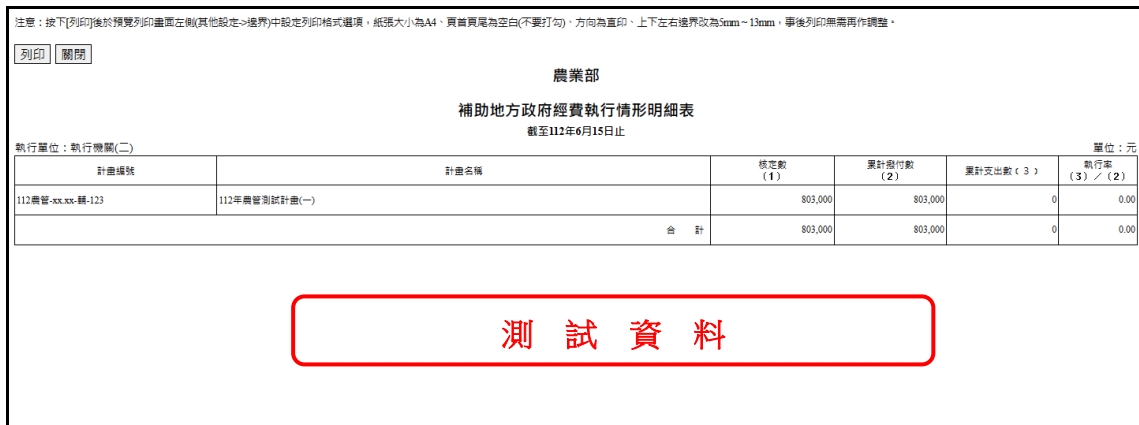 注意：按下[列印]後於預覽列印畫面左側(其他設定->邊界)中設定列印格式選項，紙張大小為A4、頁首頁尾為空白(不要打勾)、方向為直印、上下左右邊界改為5mm～13mm，事後列印無需再作調整。
列印 關閉
農業部
補助地方政府經費執行情形明細表
截至112年6月15日止
執行單位：執行機關(二) 單位：元
計畫編號 計畫名稱 核定數（1） 累計撥付數（2） 累計支出數（3） 執行率（3）／（2）
112農管-xx.xx-輔-123 112年農管測試計畫(一) 803,000 803,000 0 0.00
合 計 803,000 803,000 0 0.00
測 試 資 料